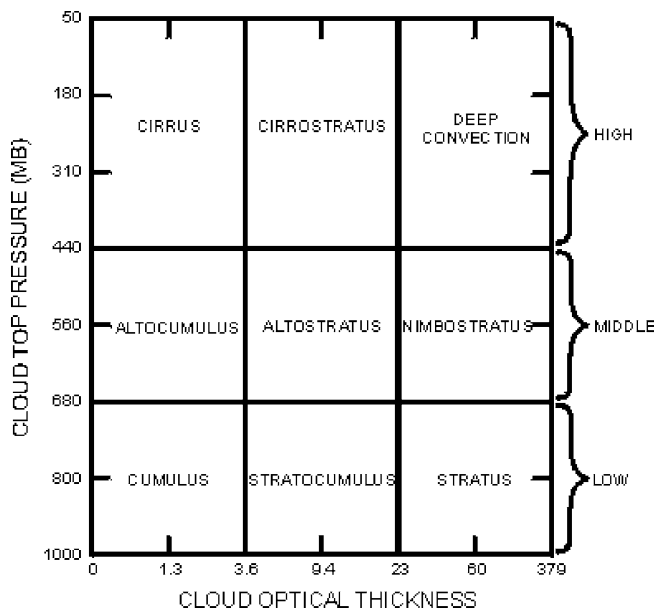 50
180
310
440
560
680
800
1000
CLOUD TOP PRESSURE (MB)
CIRRUS
CIRROSTRATUS
DEEP
CONVECTION
HIGH
ALTOCUMULUS
ALTOSTRATUS
NIMBOSTRATUS
MIDDLE
CUMULUS
STRATOCUMULUS
STRATUS
LOW
0 1.3 3.6 9.4 23 60 379
CLOUD OPTICAL THICKNESS